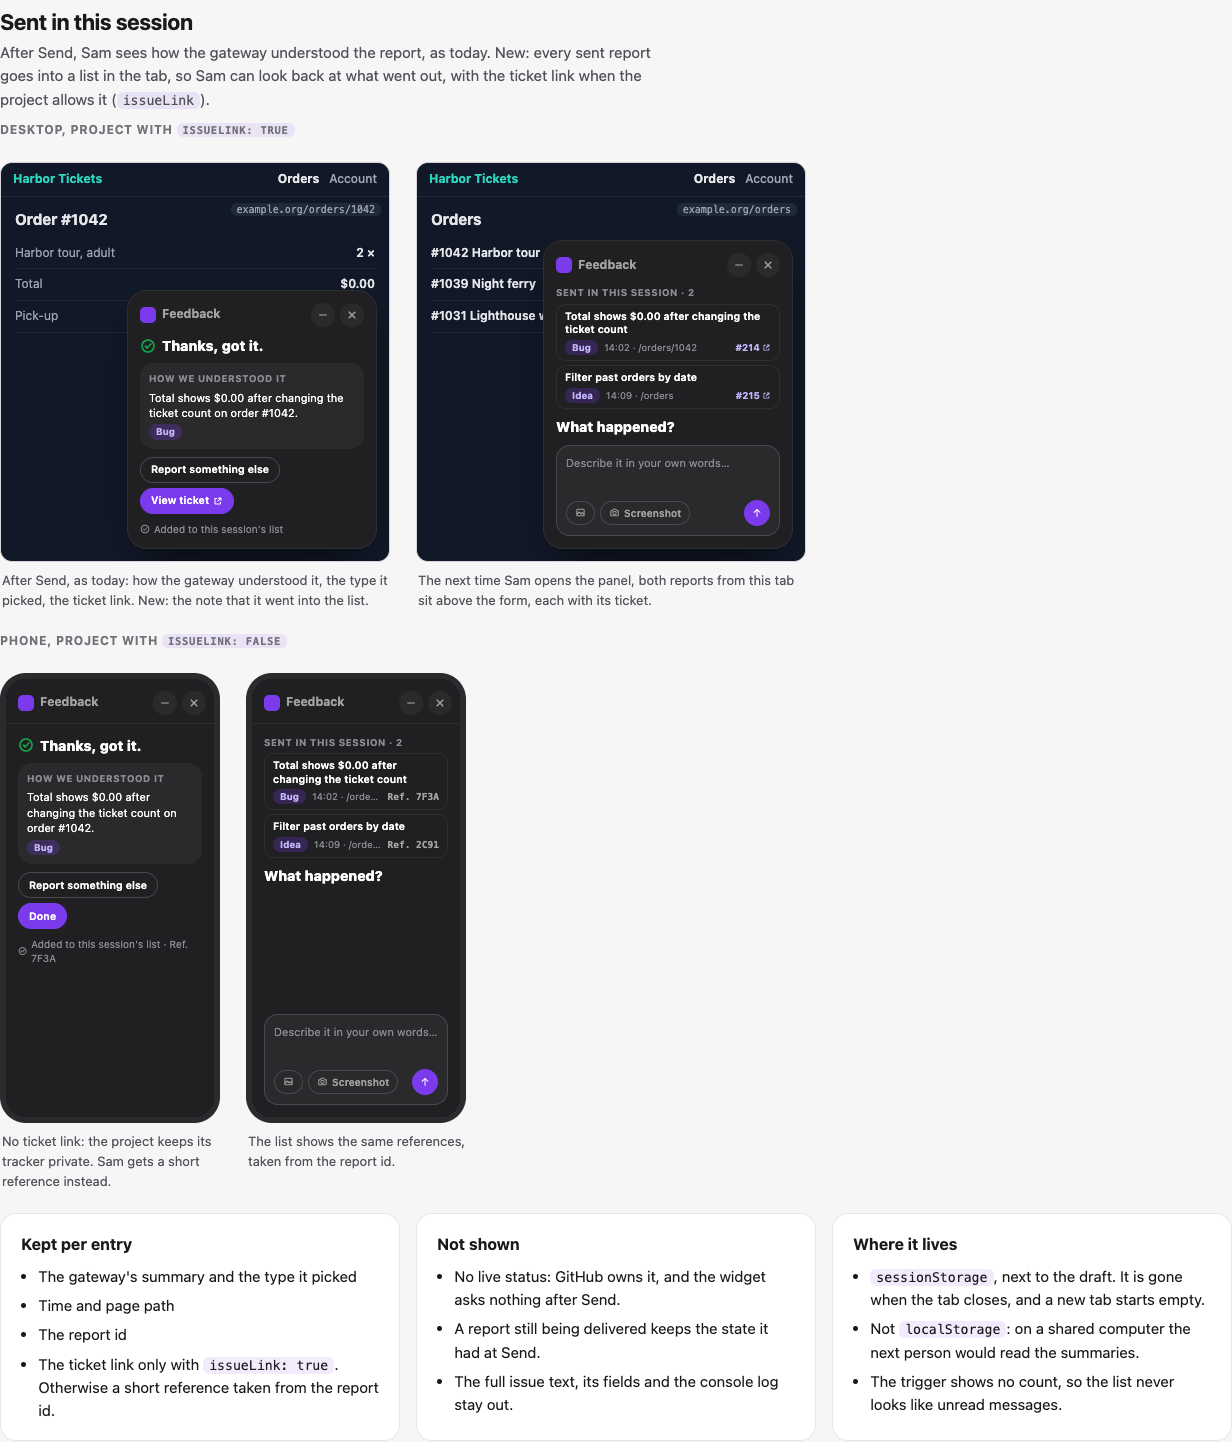 Sent in this session
After Send, Sam sees how the gateway understood the report, as today. New: every sent report
goes into a list in the tab, so Sam can look back at what went out, with the ticket link when the
project allows it ( issueLink ).
DESKTOP, PROJECT WITH ISSUELINK: TRUE
Harbor Tickets
Orders Account
example.org/orders/1042
Order #1042
Harbor tour, adult 2 ×
Total $0.00
Pick-up
Feedback
Thanks, got it.
HOW WE UNDERSTOOD IT
Total shows $0.00 after changing the
ticket count on order #1042.
Bug
Report something else
View ticket
Added to this session's list
Harbor Tickets
Orders Account
example.org/orders
Orders
#1042 Harbor tour
#1039 Night ferry
#1031 Lighthouse
Feedback
SENT IN THIS SESSION · 2
Total shows $0.00 after changing the
ticket count
Bug 14:02 · /orders/1042 #214
Filter past orders by date
Idea 14:09 · /orders #215
What happened?
Describe it in your own words...
Screenshot
After Send, as today: how the gateway understood it, the type it
picked, the ticket link. New: the note that it went into the list.
The next time Sam opens the panel, both reports from this tab
sit above the form, each with its ticket.
PHONE, PROJECT WITH ISSUELINK: FALSE
Feedback
Thanks, got it.
HOW WE UNDERSTOOD IT
Total shows $0.00 after
changing the ticket count on
order #1042.
Bug
Report something else
Done
Added to this session's list · Ref.
7F3A
Feedback
SENT IN THIS SESSION · 2
Total shows $0.00 after
changing the ticket count
Bug 14:02 · /orde... Ref. 7F3A
Filter past orders by date
Idea 14:09 · /orde... Ref. 2C91
What happened?
Describe it in your own words...
Screenshot
No ticket link: the project keeps its
tracker private. Sam gets a short
reference instead.
The list shows the same references,
taken from the report id.
Kept per entry
• The gateway's summary and the type it picked
• Time and page path
• The report id
• The ticket link only with issueLink: true .
Otherwise a short reference taken from the report
id.
Not shown
• No live status: GitHub owns it, and the widget
asks nothing after Send.
• A report still being delivered keeps the state it
had at Send.
• The full issue text, its fields and the console log
stay out.
Where it lives
• sessionStorage , next to the draft. It is gone
when the tab closes, and a new tab starts empty.
• Not localStorage : on a shared computer the
next person would read the summaries.
• The trigger shows no count, so the list never
looks like unread messages.